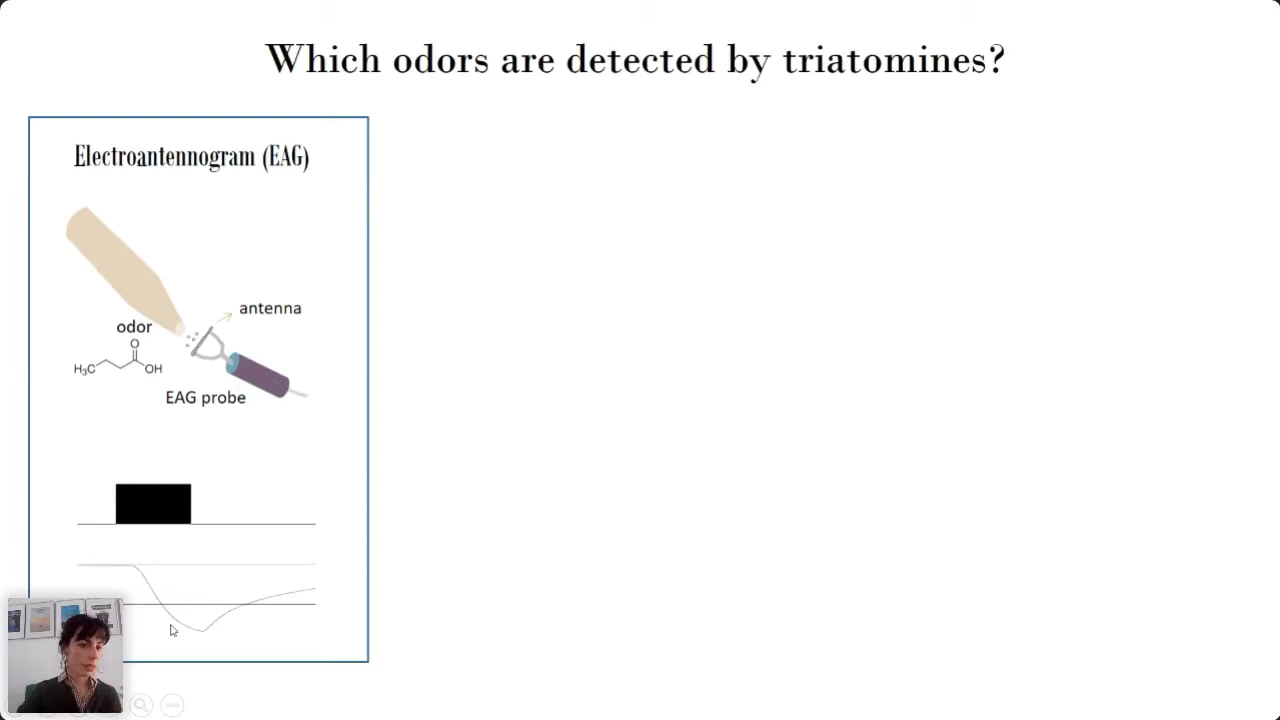 Which odors are detected by triatomines?
Electroantennogram (EAG)
antenna
odor
O
H3C
OH
EAG probe